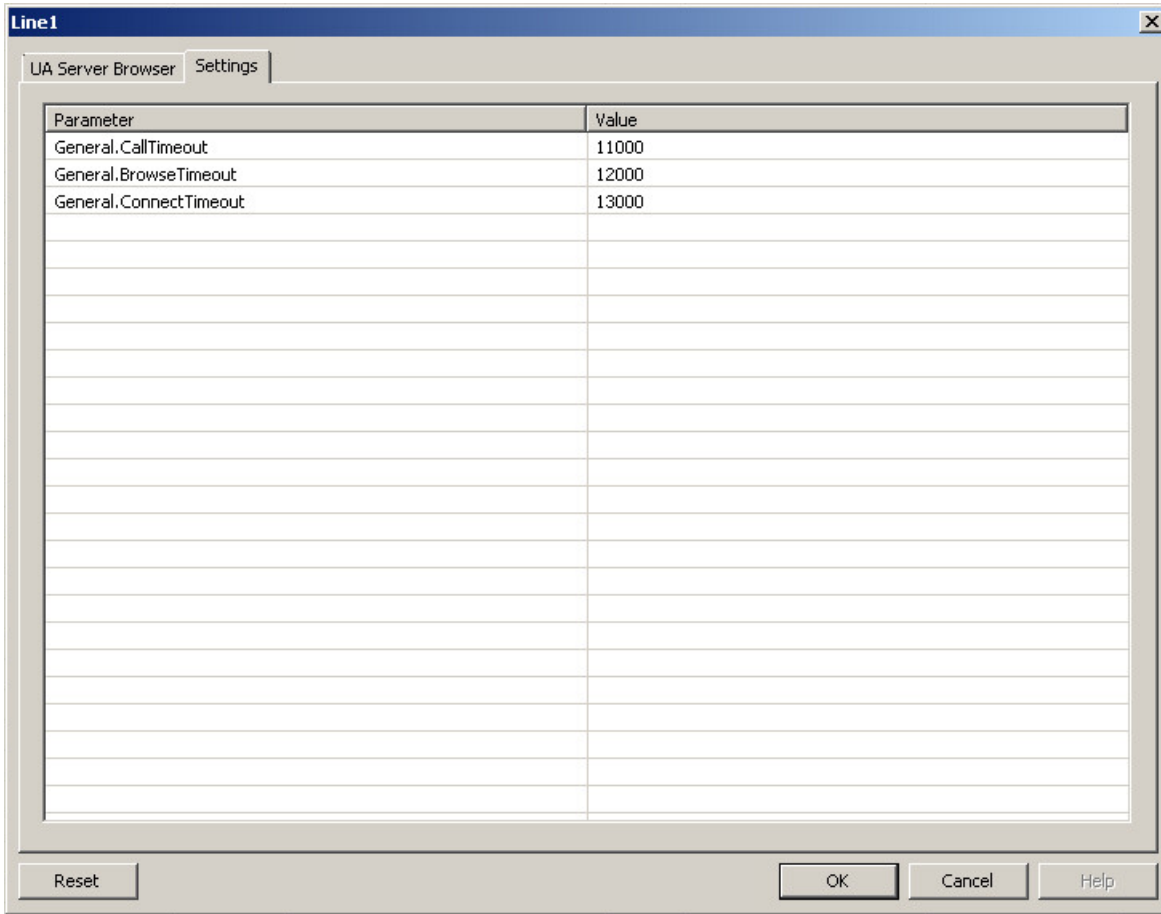 Line1
UA Server Browser Settings
Parameter Value
General.CallTimeout 11000
General.BrowseTimeout 12000
General.ConnectTimeout 13000
Reset OK Cancel Help